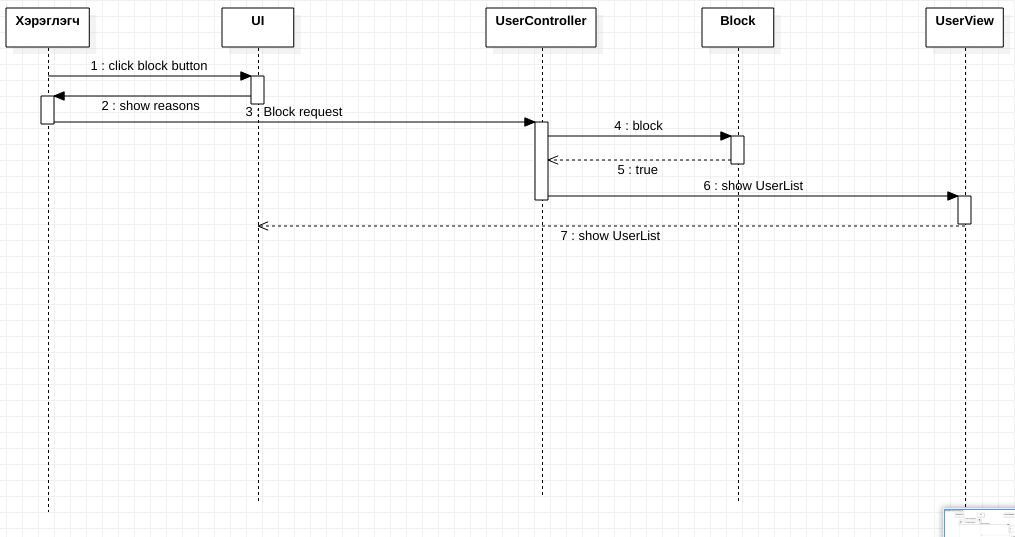 Хэрэглэгч
UI
UserController
Block
UserView
1 : click block button
2 : show reasons
3 : Block request
4 : block
5 : true
6 : show UserList
7 : show UserList